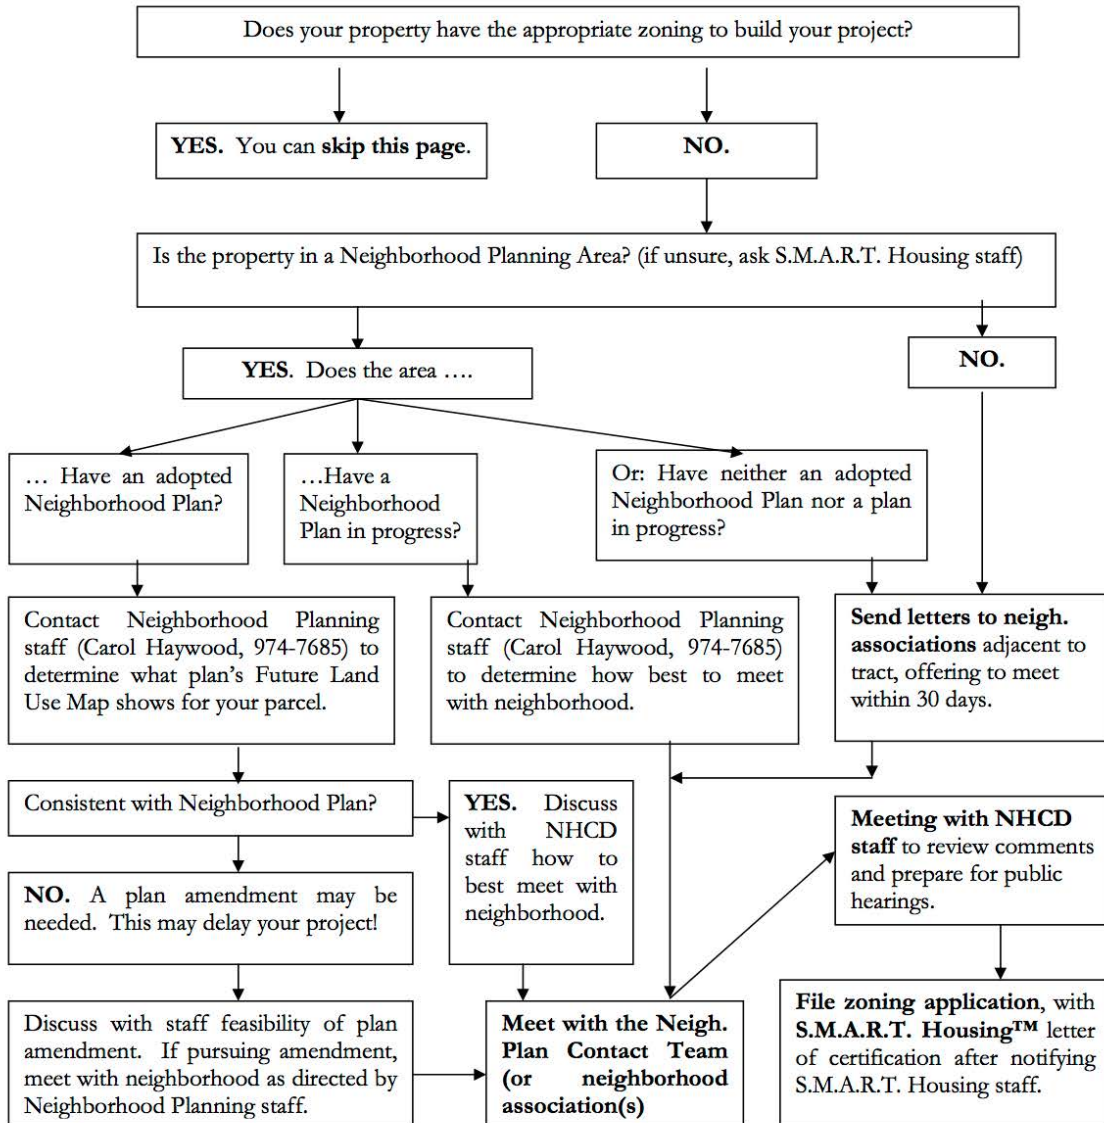 Does your property have the appropriate zoning to build your project?
YES. You can skip this page.
NO.
Is the property in a Neighborhood Planning Area? (if unsure, ask S.M.A.R.T. Housing staff)
YES. Does the area ….
NO.
… Have an adopted
Neighborhood Plan?
…Have a
Neighborhood
Plan in progress?
Or: Have neither an adopted
Neighborhood Plan nor a plan
in progress?
Contact Neighborhood Planning
staff (Carol Haywood, 974-7685) to
determine what plan's Future Land
Use Map shows for your parcel.
Contact Neighborhood Planning
staff (Carol Haywood, 974-7685)
to determine how best to meet
with neighborhood.
Send letters to neigh.
associations adjacent to
tract, offering to meet
within 30 days.
Consistent with Neighborhood Plan?
YES. Discuss
with NHCD
staff how to
best meet with
neighborhood.
Meeting with NHCD
staff to review comments
and prepare for public
hearings.
NO. A plan amendment may be
needed. This may delay your project!
Discuss with staff feasibility of plan
amendment. If pursuing amendment,
meet with neighborhood as directed by
Neighborhood Planning staff.
Meet with the Neigh.
Plan Contact Team
(or neighborhood
association(s)
File zoning application, with
S.M.A.R.T. Housing™ letter
of certification after notifying
S.M.A.R.T. Housing staff.